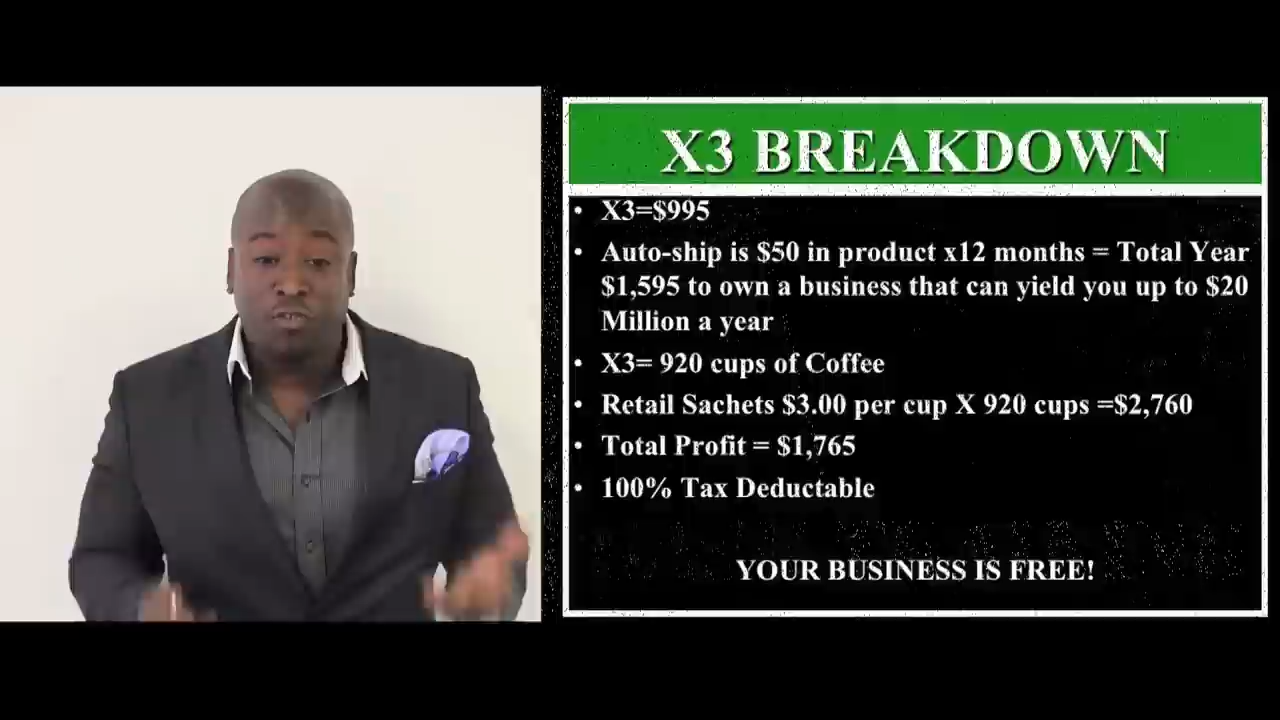 X3 BREAKDOWN
• X3=$995
• Auto-ship is $50 in product x12 months = Total Year
$1,595 to own a business that can yield you up to $20
Million a year
• X3= 920 cups of Coffee
• Retail Sachets $3.00 per cup X 920 cups =$2,760
• Total Profit = $1,765
• 100% Tax Deductable
YOUR BUSINESS IS FREE!